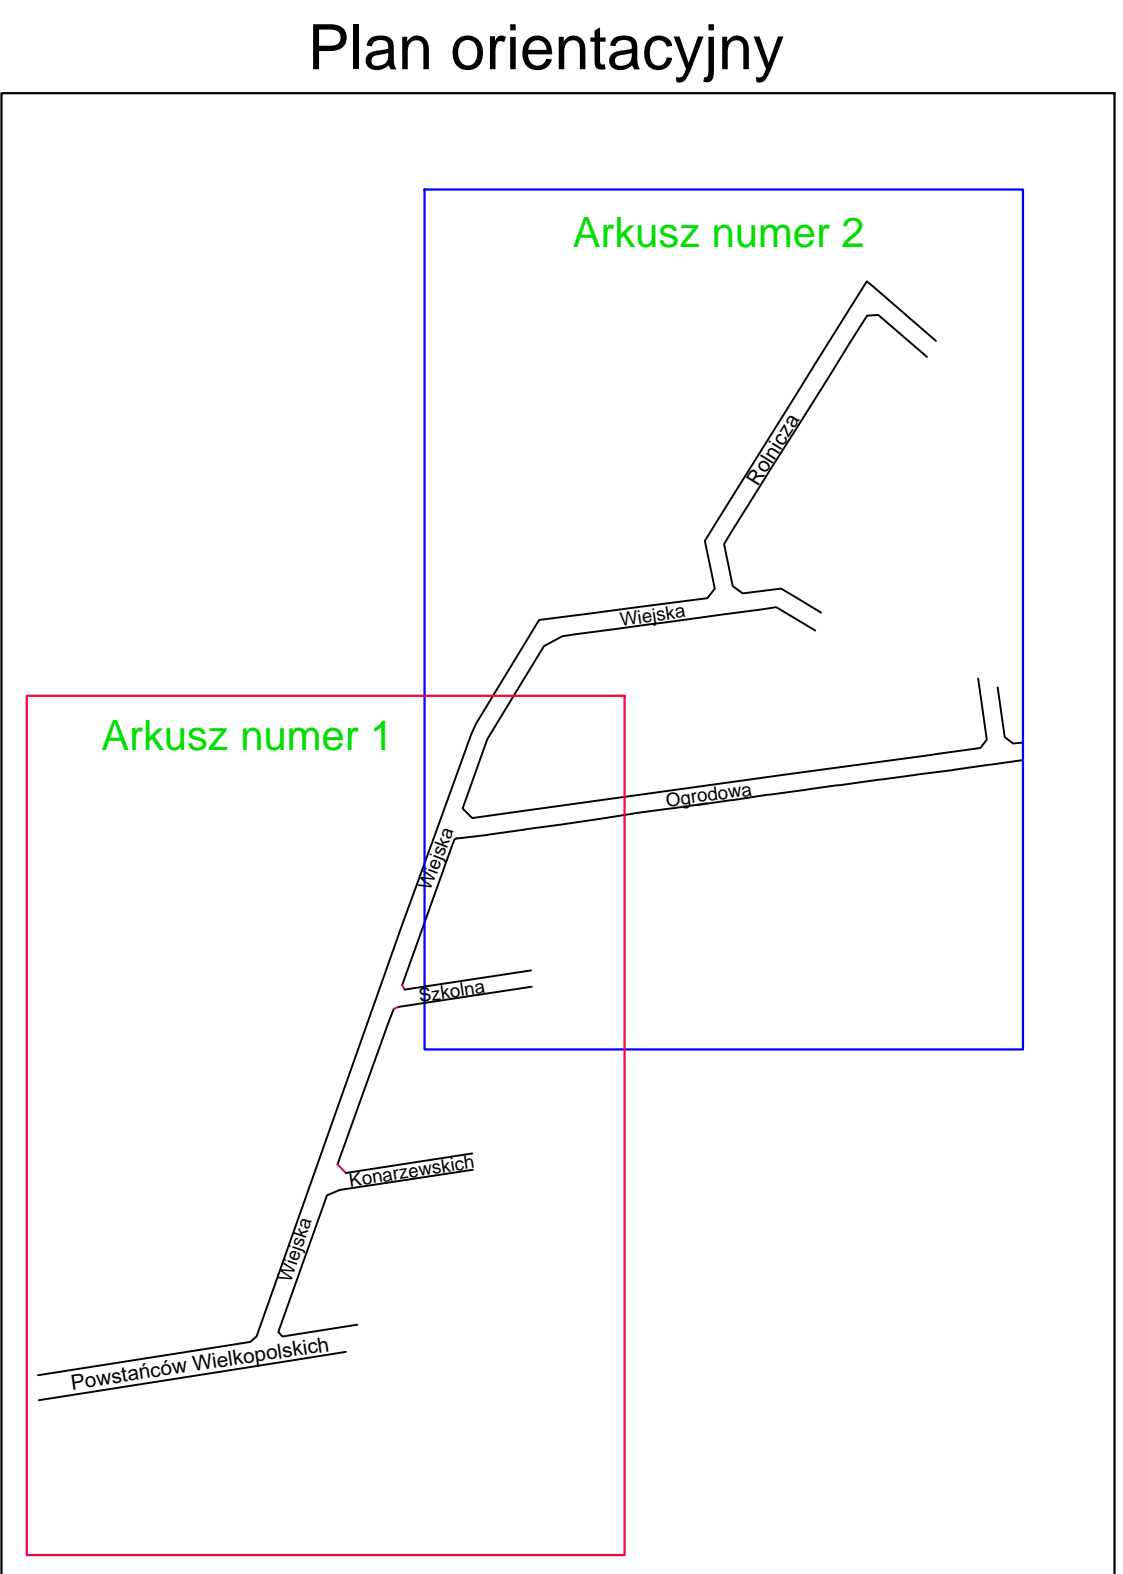 Plan orientacyjny
Arkusz numer 2
Rolnicza
Wiejska
Arkusz numer 1
Ogrodowa
Wiejska
Szkolna
Konarzewskich
Wiejska
Powstańców Wielkopolskich